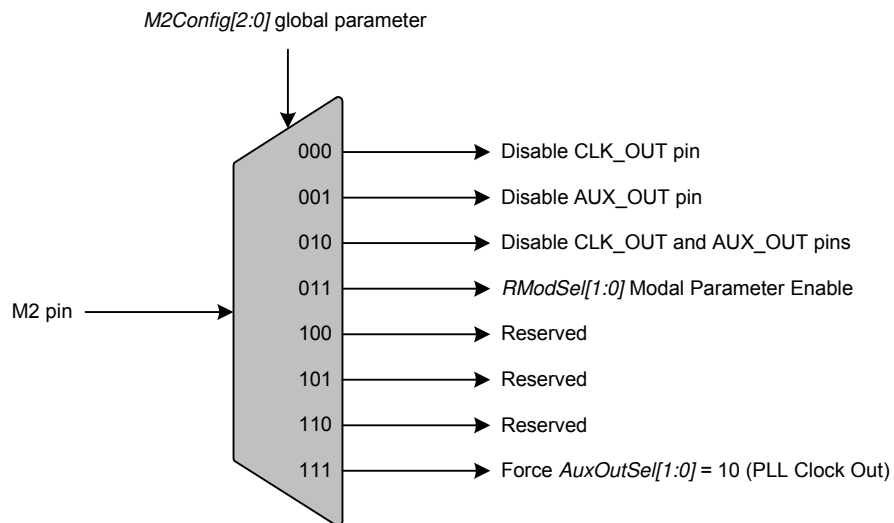 M2Config[2:0] global parameter
000 Disable CLK_OUT pin
001 Disable AUX_OUT pin
010 Disable CLK_OUT and AUX_OUT pins
011 RModSel[1:0] Modal Parameter Enable
M2 pin
100 Reserved
101 Reserved
110 Reserved
111 Force AuxOutSel[1:0] = 10 (PLL Clock Out)